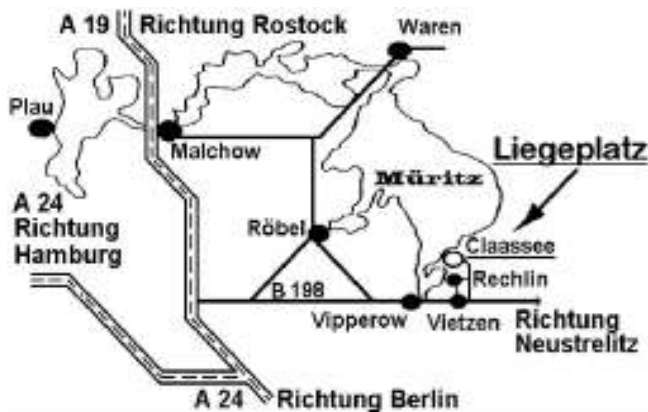 A 19
Richtung Rostock
Waren
Plau
Malchow
Liegeplatz
Müritz
A 24
Richtung
Hamburg
Röbel
Claassee
Rechlin
B 198
Vipperow
Vietzen
Richtung
Neustrelitz
A 24
Richtung Berlin